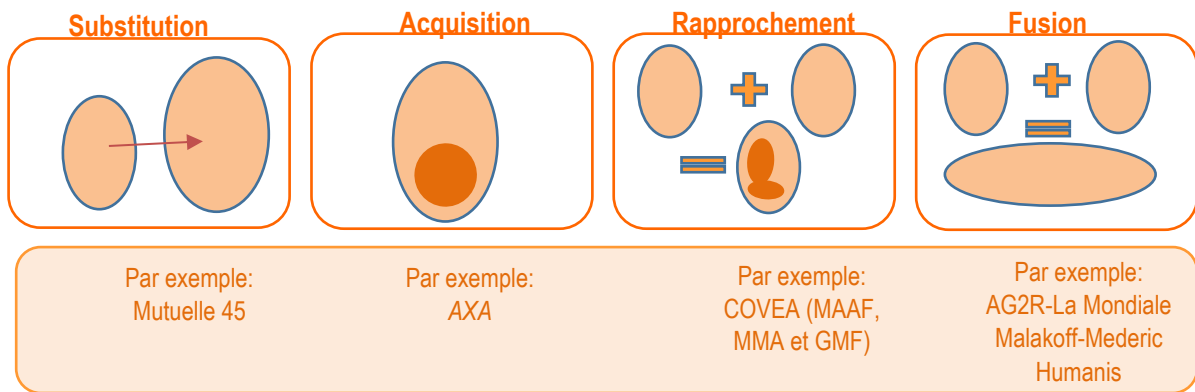 Substitution
Acquisition
Rapprochement
Fusion
Par exemple:
Mutuelle 45
Par exemple:
AXA
Par exemple:
COVEA (MAAF,
MMA et GMF)
Par exemple:
AG2R-La Mondiale
Malakoff-Mederic
Humanis